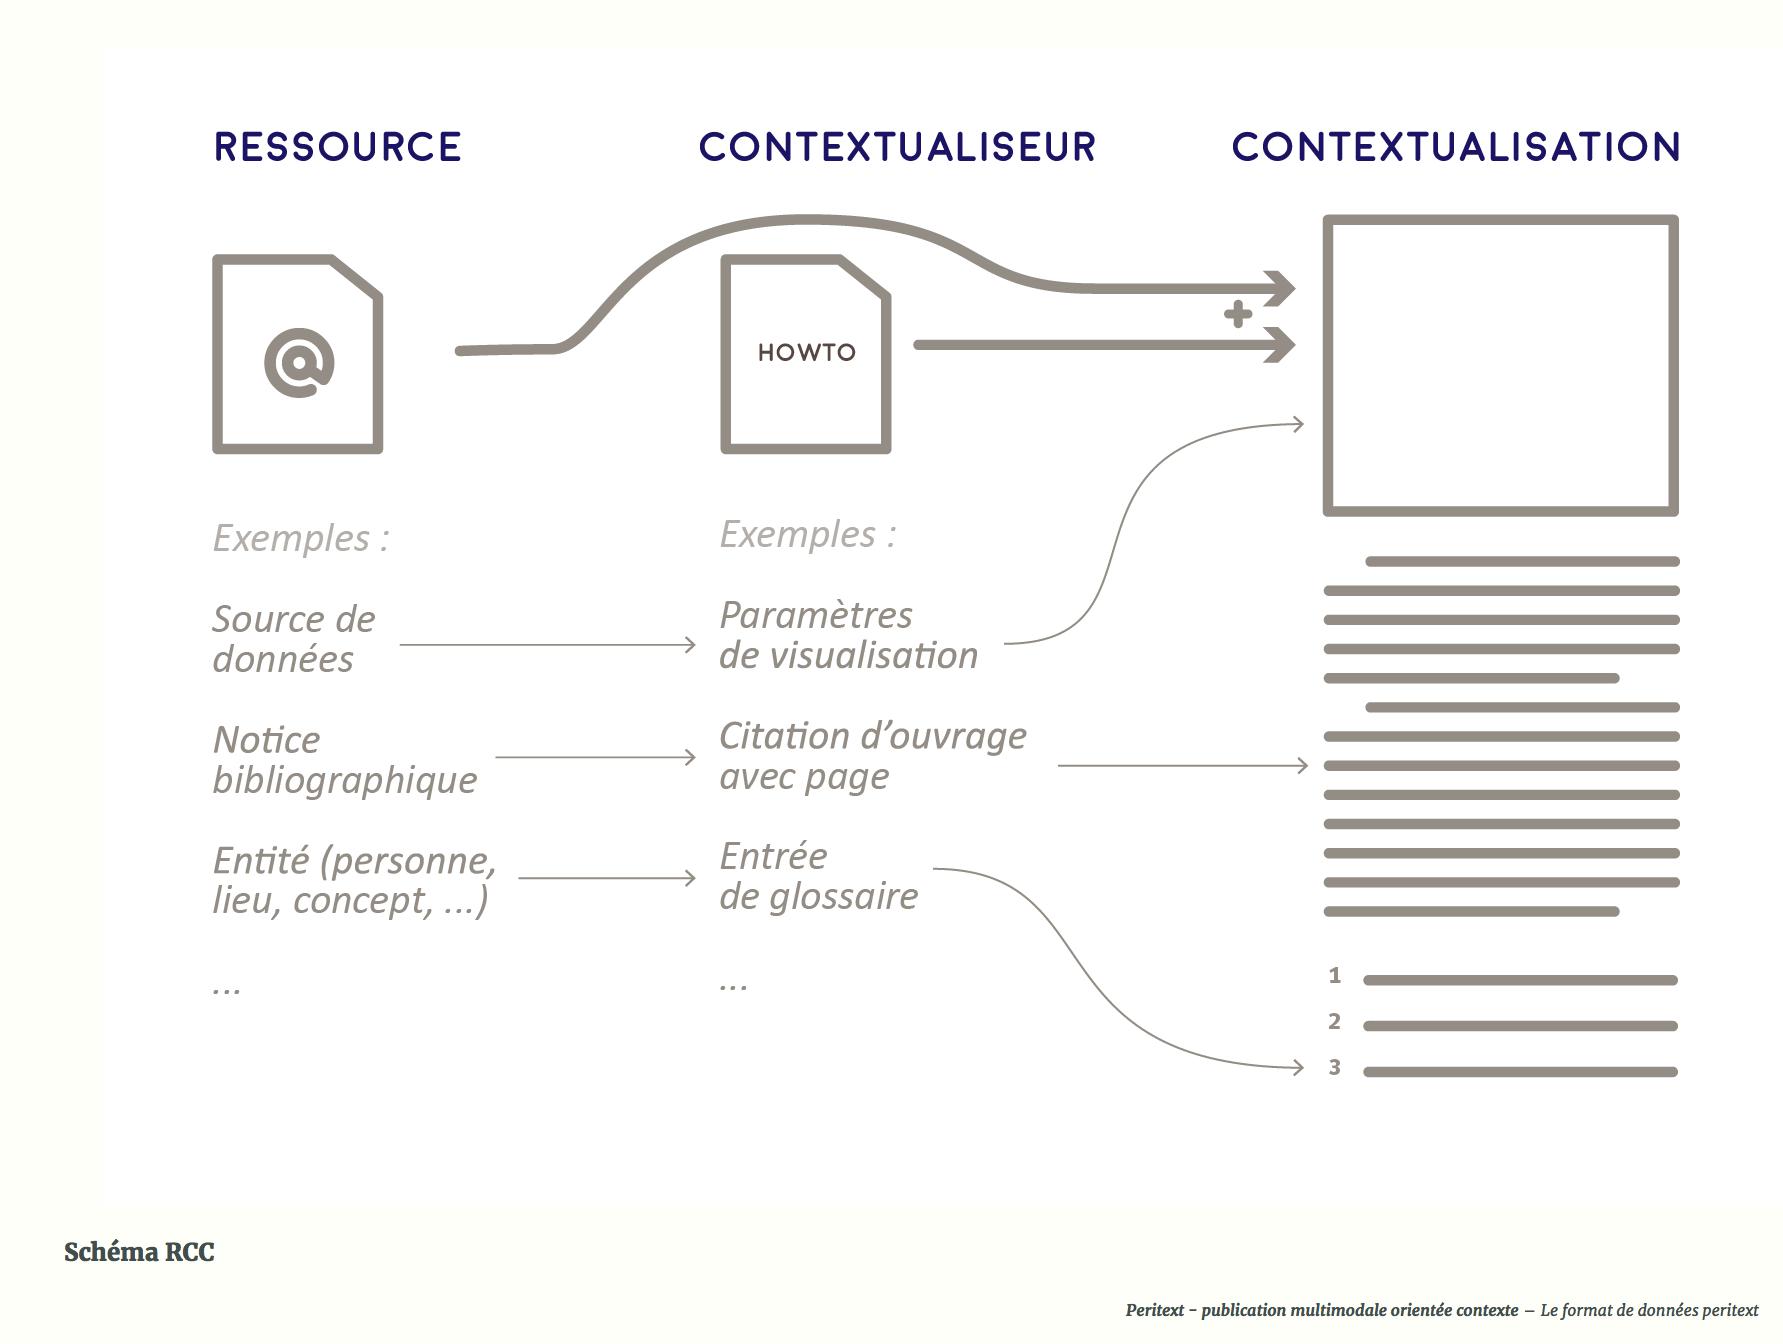 RESSOURCE
CONTEXTUALISEUR
CONTEXTUALISATION
@
HOWTO
+
Exemples :
Source de
données
Notice
bibliographique
Entité (personne,
lieu, concept, ...)
...
Exemples :
Paramètres
de visualisation
Citation d’ouvrage
avec page
Entrée
de glossaire
...
1
2
3
Schéma RCC
Peritext - publication multimodale orientée contexte – Le format de données peritext